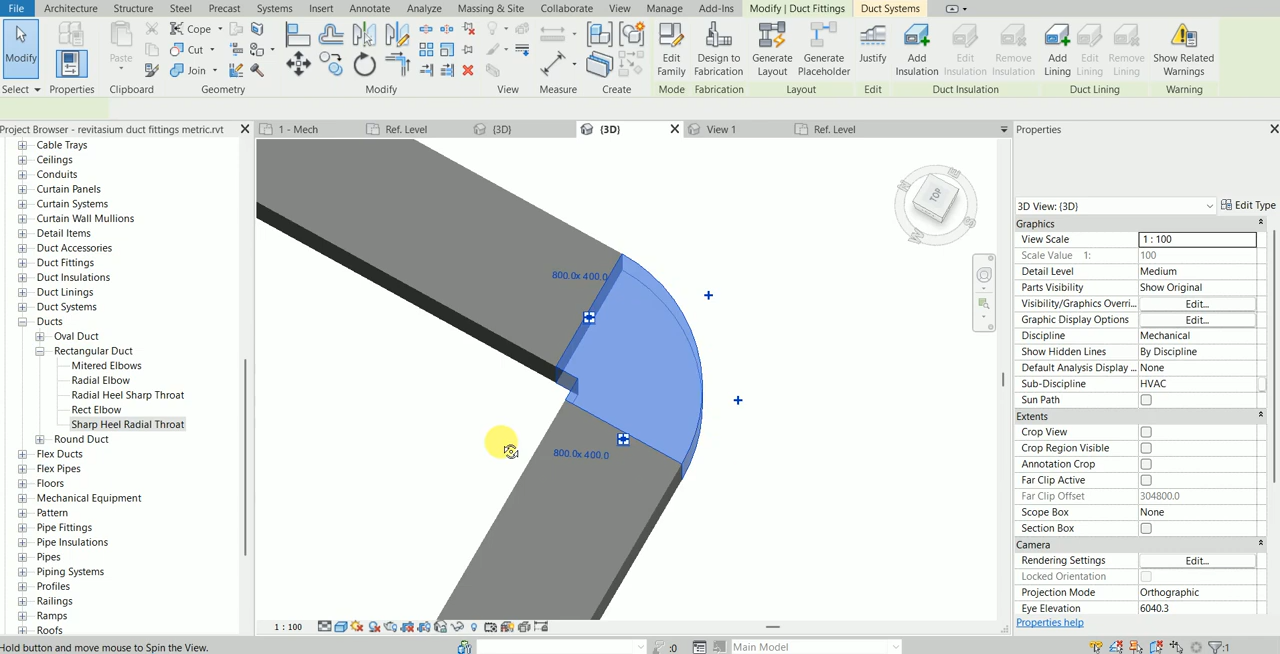 File Architecture Structure Steel Precast Systems Insert Annotate Analyze Massing & Site Collaborate View Manage Add-Ins Modify | Duct Fittings Duct Systems
Modify
Select
Properties
Paste
Clipboard
Cope
Cut
Join
Geometry
Modify
View
Measure
Create
Edit Family
Mode
Design to Fabrication
Fabrication
Generate Layout
Generate Placeholder
Layout
Justify
Edit
Add Insulation
Edit Insulation
Remove Insulation
Duct Insulation
Add Lining
Edit Lining
Remove Lining
Duct Lining
Show Related Warnings
Warning
Project Browser - revitasium duct fittings metric.rvt
1 - Mech
Ref. Level
(3D)
(3D)
View 1
Ref. Level
Properties
Cable Trays
Ceilings
Conduits
Curtain Panels
Curtain Systems
Curtain Wall Mullions
Detail Items
Duct Accessories
Duct Fittings
Duct Insulations
Duct Linings
Duct Systems
Ducts
Oval Duct
Rectangular Duct
Mitered Elbows
Radial Elbow
Radial Heel Sharp Throat
Rect Elbow
Sharp Heel Radial Throat
Round Duct
Flex Ducts
Flex Pipes
Floors
Mechanical Equipment
Pattern
Pipe Fittings
Pipe Insulations
Pipes
Piping Systems
Profiles
Railings
Ramps
Roofs
800.0x 400.0
800.0x 400.0
TOP
1 : 100
3D View: (3D) Edit Type
Graphics
View Scale 1 : 100
Scale Value 1: 100
Detail Level Medium
Parts Visibility Show Original
Visibility/Graphics Overri... Edit...
Graphic Display Options Edit...
Discipline Mechanical
Show Hidden Lines By Discipline
Default Analysis Display ... None
Sub-Discipline HVAC
Sun Path
Extents
Crop View
Crop Region Visible
Annotation Crop
Far Clip Active
Far Clip Offset 304800.0
Scope Box None
Section Box
Camera
Rendering Settings Edit...
Locked Orientation
Projection Mode Orthographic
Eye Elevation 6040.3
Properties help
Hold button and move mouse to Spin the View.
:0
Main Model
:1